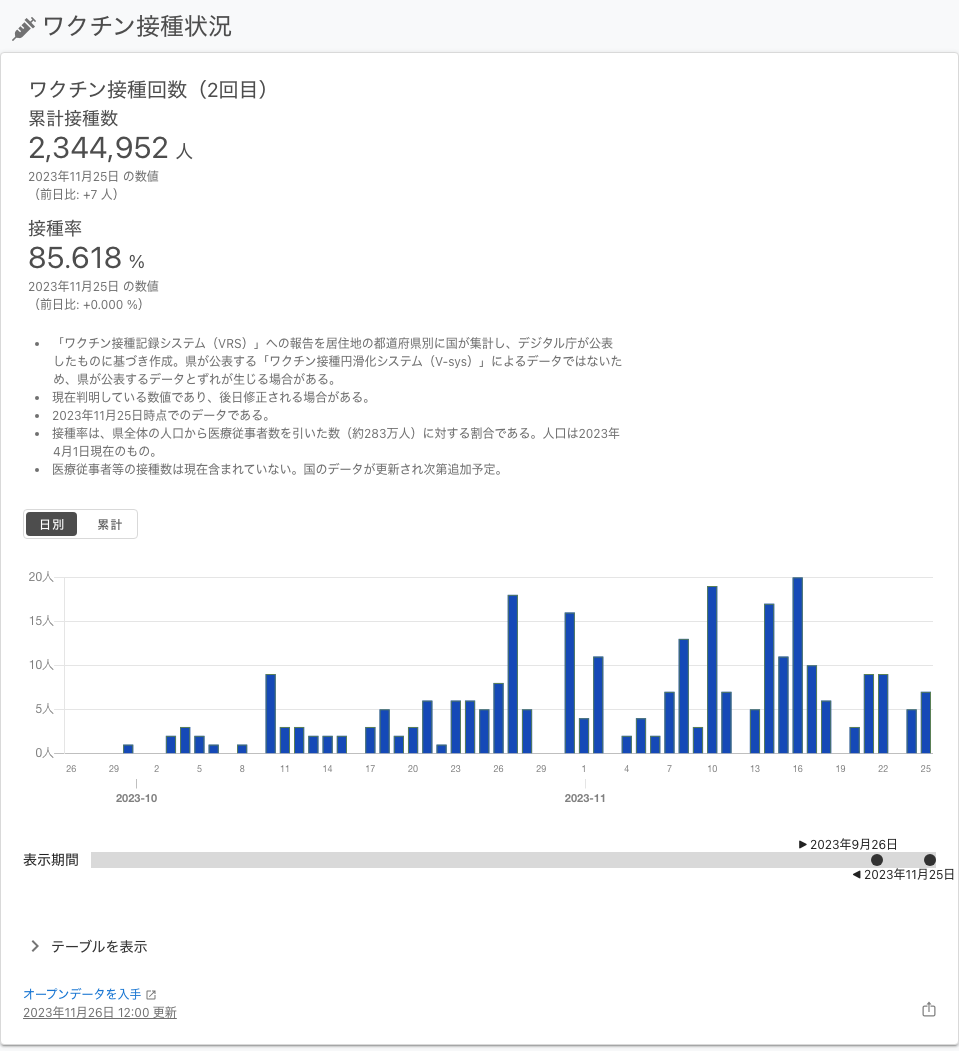 ワクチン接種状況
ワクチン接種回数（2回目）
累計接種数
2,344,952 人
2023年11月25日 の数値
（前日比: +7 人）
接種率
85.618 %
2023年11月25日 の数値
（前日比: +0.000 %）
• 「ワクチン接種記録システム（VRS）」への報告を居住地の都道府県別に国が集計し、デジタル庁が公表
したものに基づき作成。県が公表する「ワクチン接種円滑化システム（V-sys）」によるデータではないた
め、県が公表するデータとずれが生じる場合がある。
• 現在判明している数値であり、後日修正される場合がある。
• 2023年11月25日時点でのデータである。
• 接種率は、県全体の人口から医療従事者数を引いた数（約283万人）に対する割合である。人口は2023年
4月1日現在のもの。
• 医療従事者等の接種数は現在含まれていない。国のデータが更新され次第追加予定。
日別 累計
20人
15人
10人
5人
0人
26 29 2 5 8 11 14 17 20 23 26 29 1 4 7 10 13 16 19 22 25
2023-10 2023-11
▶ 2023年9月26日
表示期間
◀ 2023年11月25日
テーブルを表示
オープンデータを入手
2023年11月26日 12:00 更新